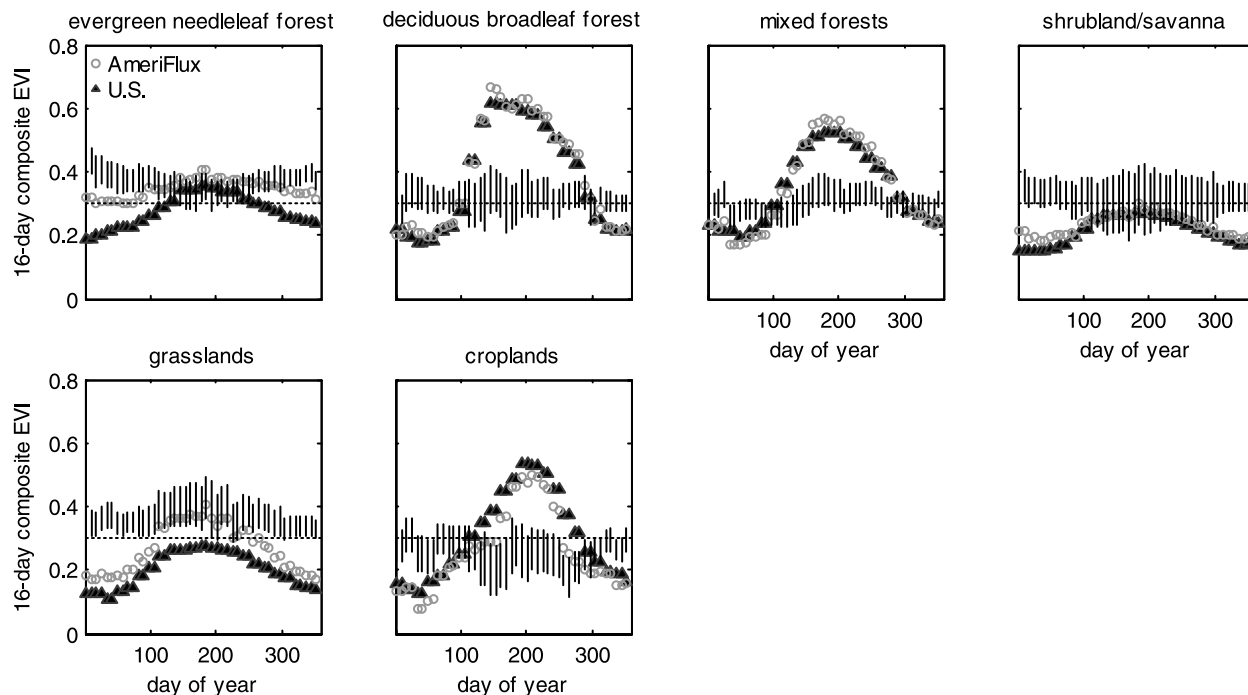 evergreen needleleaf forest
deciduous broadleaf forest
mixed forests
shrubland/savanna
16-day composite EVI
0.8
0.6
0.4
0.2
0
AmeriFlux
U.S.
100
200
300
day of year
100
200
300
day of year
grasslands
croplands
16-day composite EVI
0.8
0.6
0.4
0.2
0
100
200
300
day of year
100
200
300
day of year